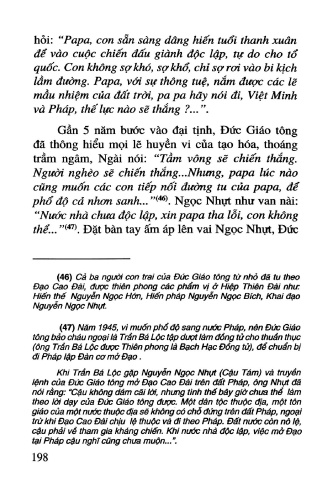 hỏi: "Papa, con sẵn sàng dâng hiến tuổi thanh xuân
để vào cuộc chiến đấu giành độc lập, tự do cho tổ
quốc. Con không sợ khó, sợ khổ, chỉ sợ rơi vào bi kịch
lầm đường. Papa, với sự thông tuệ, nắm được các lẽ
mầu nhiệm của đất trời, pa pa hãy nói đi, Việt Minh
và Pháp, thế lực nào sẽ thắng ?...".
Gần 5 năm bước vào đại tịnh, Đức Giáo tông
đã thông hiểu mọi lẽ huyền vi của tạo hóa, thoáng
trầm ngâm, Ngài nói: "Tầm vông sẽ chiến thắng.
Người nghèo sẽ chiến thắng...Nhưng, papa lúc nào
cũng muốn các con tiếp nối đường tu của papa, để
phổ độ cả nhơn sanh..."(46). Ngọc Nhựt như van nài:
"Nước nhà chưa độc lập, xin papa tha lỗi, con không
thể..."(47). Đặt bàn tay ấm áp lên vai Ngọc Nhựt, Đức
(46) Cả ba người con trai của Đức Giáo tông từ nhỏ đã tu theo
Đạo Cao Đài, được thiên phong các phẩm vị ở Hiệp Thiên Đài như:
Hiến thế Nguyễn Ngọc Hớn, Hiến pháp Nguyễn Ngọc Bích, Khai đạo
Nguyễn Ngọc Nhựt.
(47) Năm 1945, vì muốn phổ độ sang nước Pháp, nên Đức Giáo
tông bảo cháu ngoại là Trần Bá Lộc tập dượt làm đồng tử cho thuần thục
(ông Trần Bá Lộc được Thiên phong là Bạch Hạc Đồng tử), để chuẩn bị
đi Pháp lập Đàn cơ mở Đạo .
Khi Trần Bá Lộc gặp Nguyễn Ngọc Nhựt (Cậu Tám) và truyền
lệnh của Đức Giáo tông mở Đạo Cao Đài trên đất Pháp, ông Nhựt đã
nói rằng: "Cậu không dám cãi lời, nhưng tình thế bây giờ chưa thể làm
theo lời dạy của Đức Giáo tông được. Một dân tộc thuộc địa, một tôn
giáo của một nước thuộc địa sẽ không có chỗ đứng trên đất Pháp, ngoại
trừ khi Đạo Cao Đài chịu lệ thuộc và đi theo Pháp. Đất nước còn nô lệ,
cậu phải về tham gia kháng chiến. Khi nước nhà độc lập, việc mở Đạo
tại Pháp cậu nghĩ cũng chưa muộn...".
198